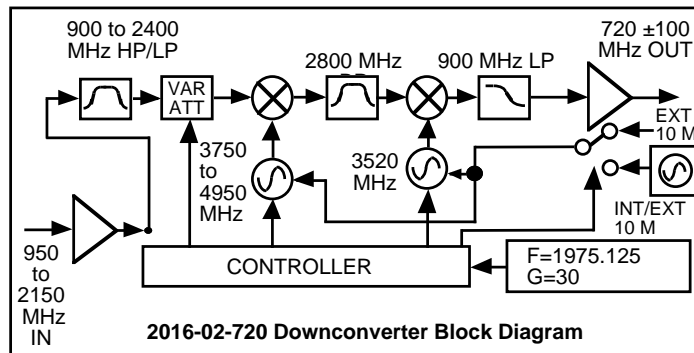 900 to 2400
MHz HP/LP
2800 MHz
900 MHz LP
720 ±100
MHz OUT
VAR
ATT
EXT
10 M
3750
to
4950
MHz
3520
MHz
INT/EXT
10 M
950
to
2150
MHz
IN
CONTROLLER
F=1975.125
G=30
2016-02-720 Downconverter Block Diagram